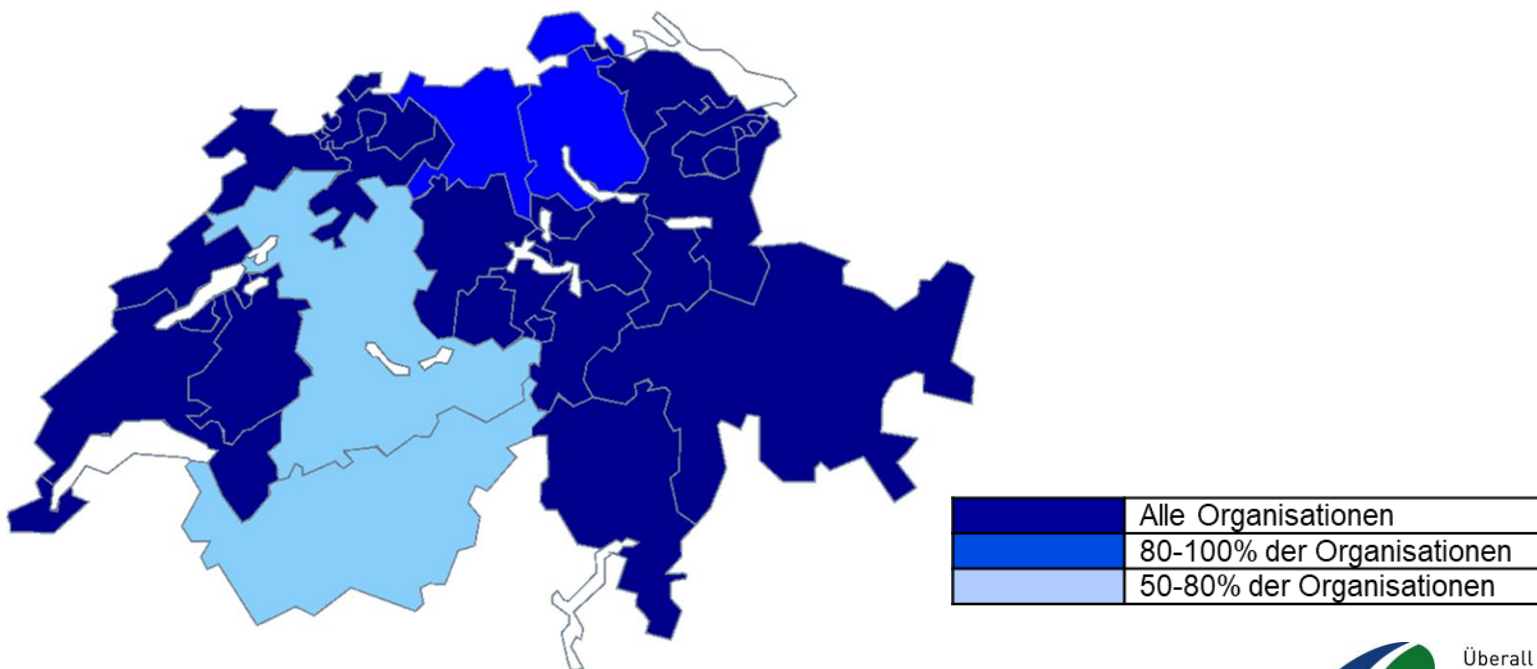 Alle Organisationen
80-100% der Organisationen
50-80% der Organisationen
Überall